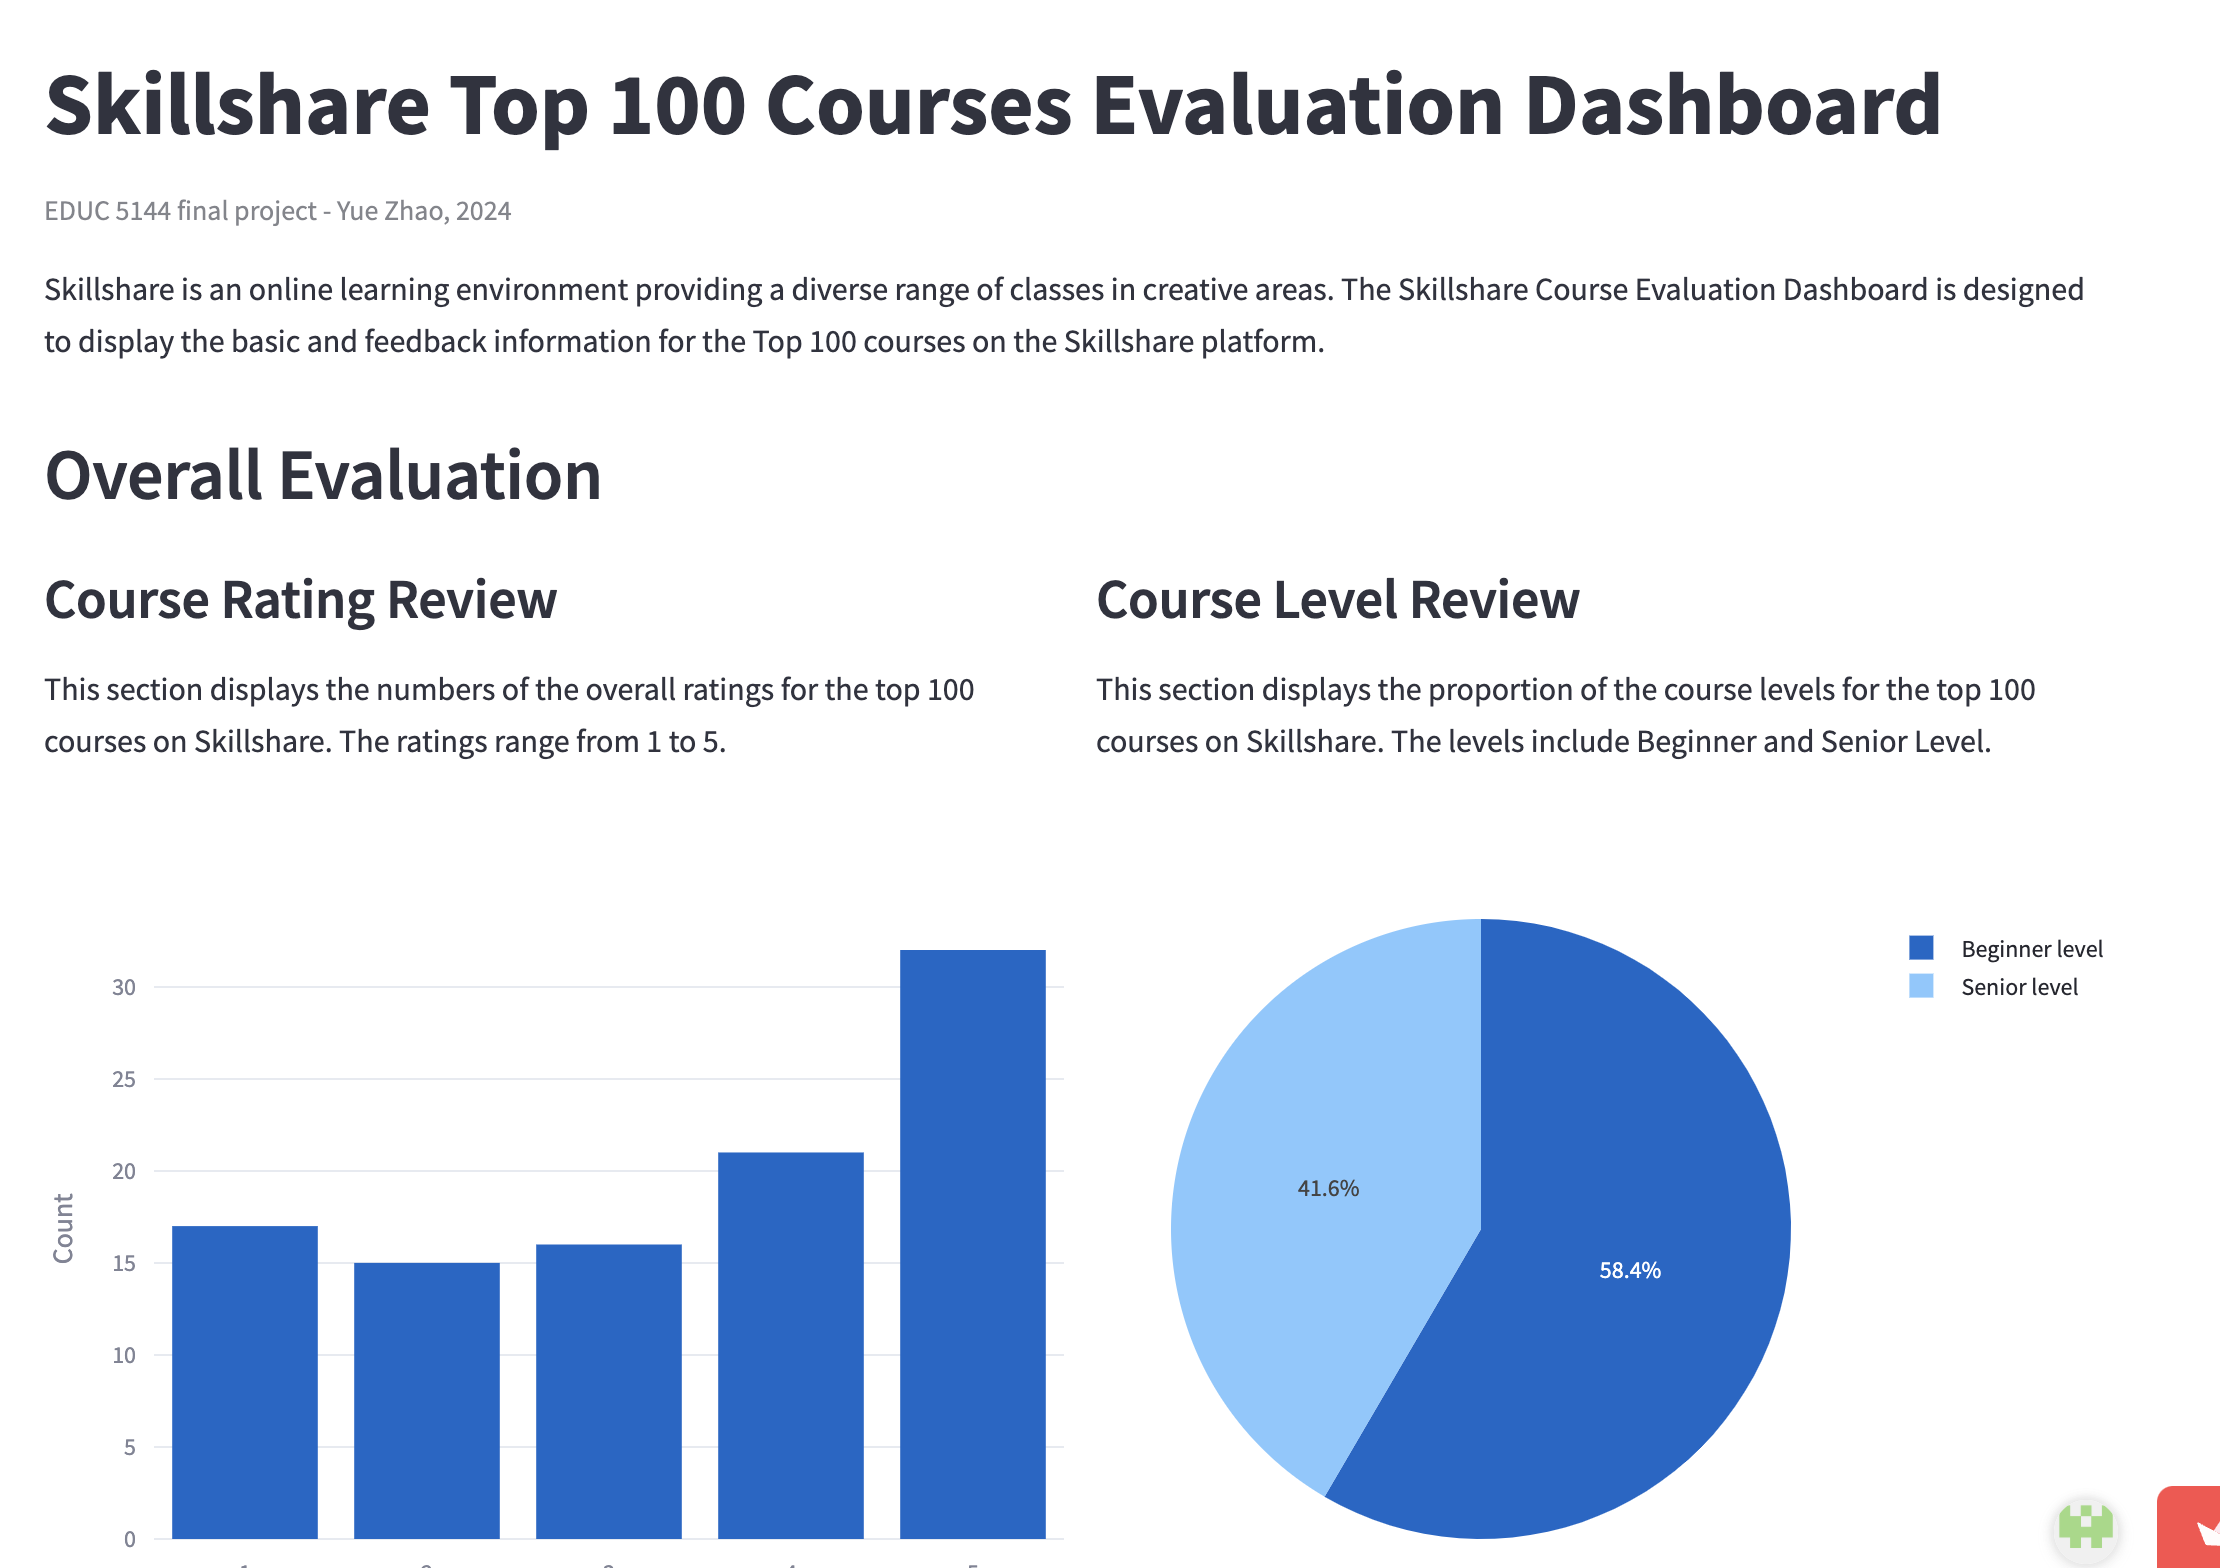 Skillshare Top 100 Courses Evaluation Dashboard
EDUC 5144 final project - Yue Zhao, 2024
Skillshare is an online learning environment providing a diverse range of classes in creative areas. The Skillshare Course Evaluation Dashboard is designed
to display the basic and feedback information for the Top 100 courses on the Skillshare platform.
Overall Evaluation
Course Rating Review
This section displays the numbers of the overall ratings for the top 100
courses on Skillshare. The ratings range from 1 to 5.
Count
30
25
20
15
10
5
0
Course Level Review
This section displays the proportion of the course levels for the top 100
courses on Skillshare. The levels include Beginner and Senior Level.
41.6%
58.4%
Beginner level
Senior level